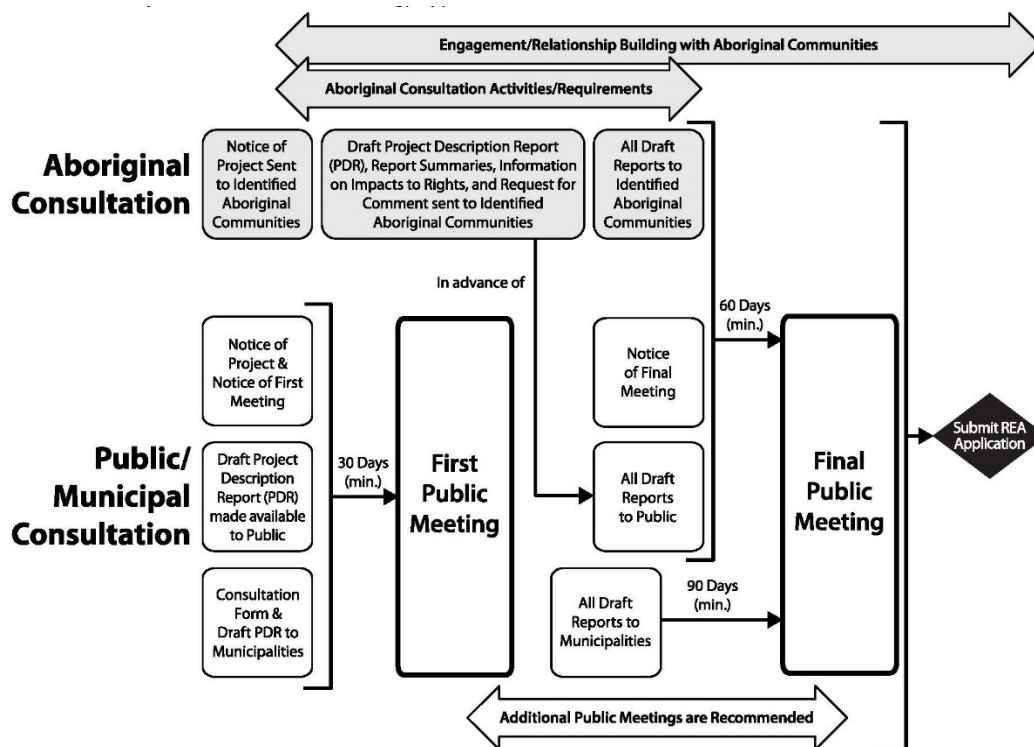 Engagement/Relationship Building with Aboriginal Communities
Aboriginal Consultation Activities/Requirements
Aboriginal
Consultation
Notice of
Project Sent
to Identified
Aboriginal
Communities
Draft Project Description Report
(PDR), Report Summaries, Information
on Impacts to Rights, and Request for
Comment sent to Identified
Aboriginal Communities
All Draft
Reports to
Identified
Aboriginal
Communities
In advance of
60 Days
(min.)
Public/
Municipal
Consultation
Notice of
Project &
Notice of First
Meeting
Draft Project
Description
Report (PDR)
made available
to Public
Consultation
Form &
Draft PDR to
Municipalities
30 Days
(min.)
First
Public
Meeting
Notice
of Final
Meeting
All Draft
Reports
to Public
All Draft
Reports to
Municipalities
90 Days
(min.)
Final
Public
Meeting
Submit REA
Application
Additional Public Meetings are Recommended